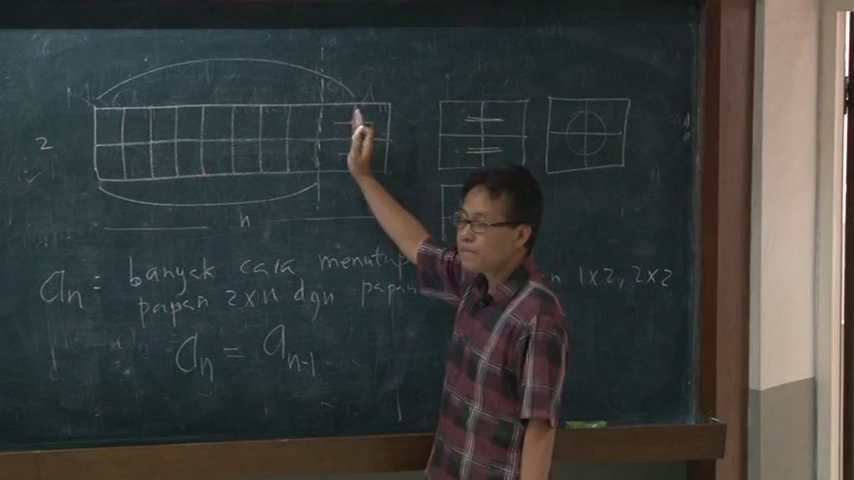 2
n
an = banyak cara menutup 1x2, 2x2
papan 2xn dgn papan
an = an-1